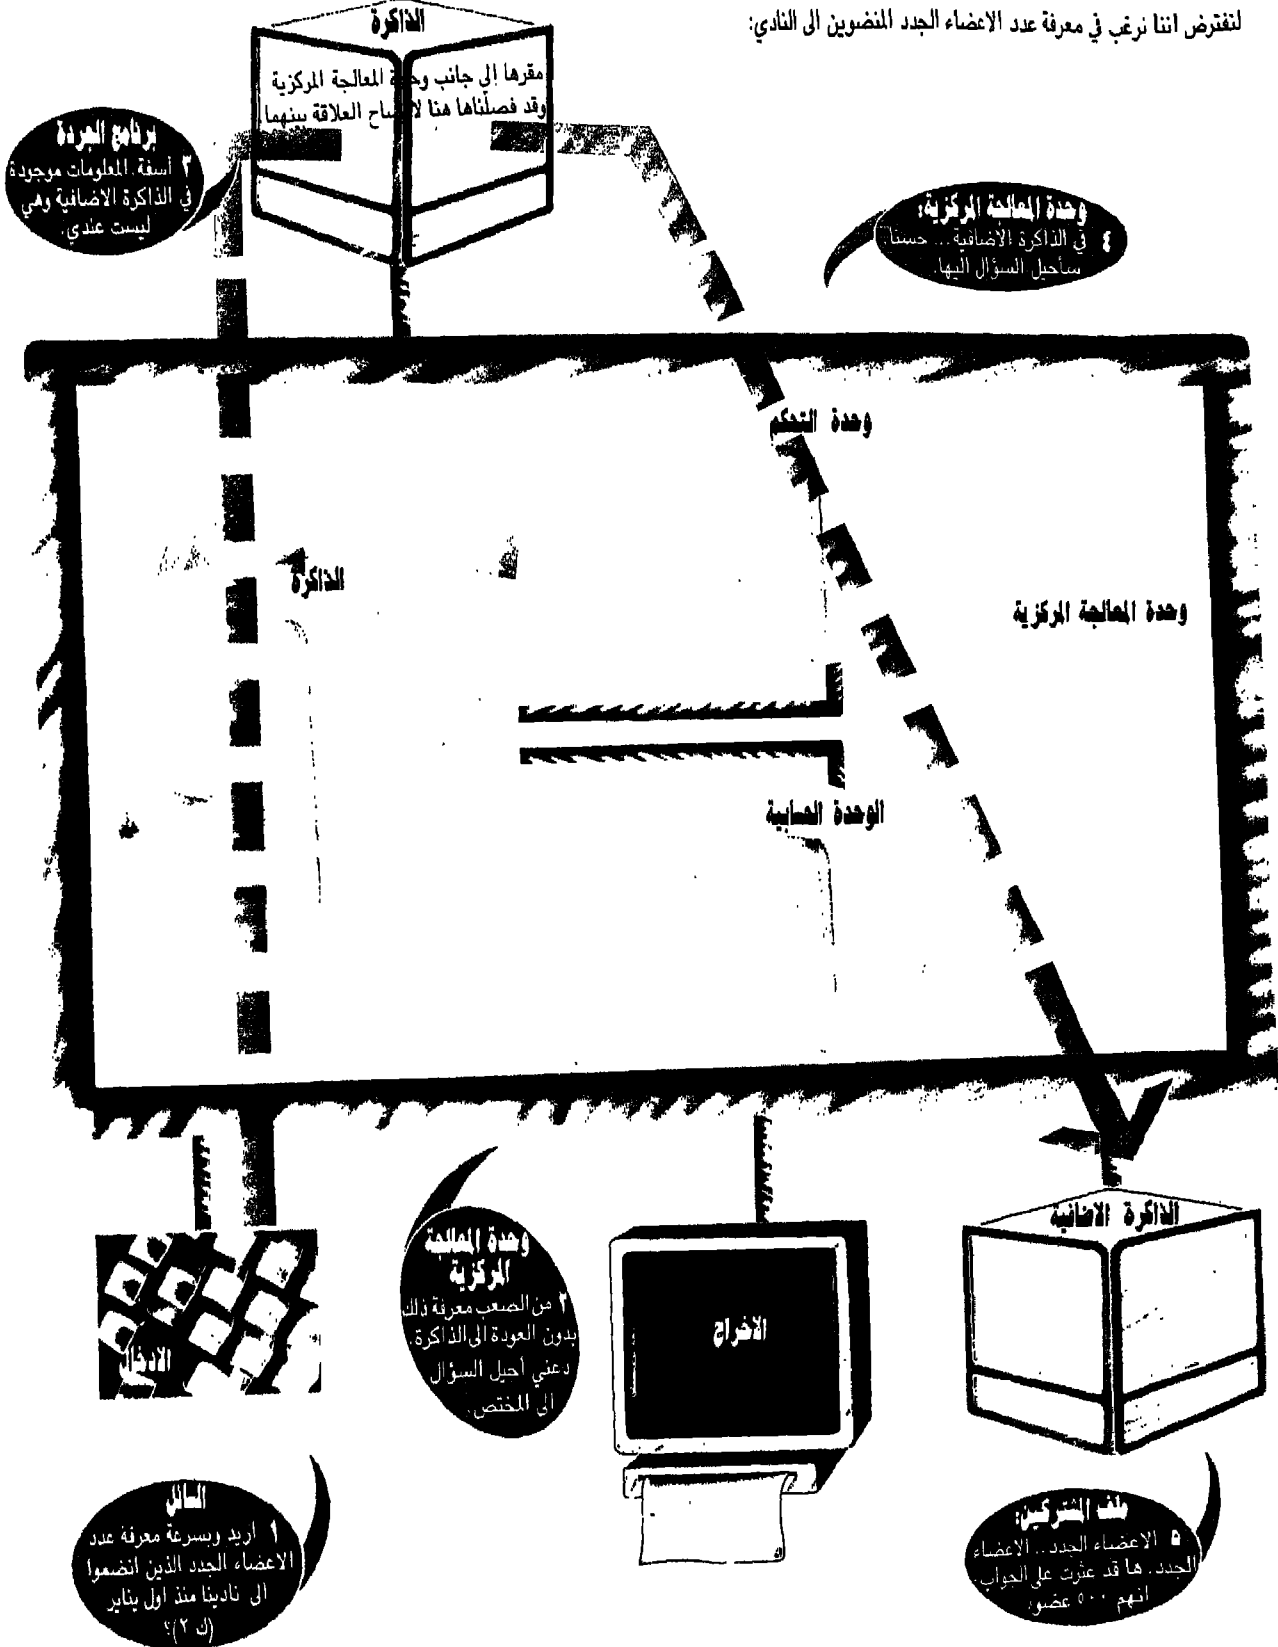 لنفترض اننا نرغب في معرفة عدد الاعضاء الجدد المنضوين الى النادي:
الذاكرة
مقرها إلى جانب وحدة المعالجة المركزية
وقد فصلناها هنا لايضاح العلاقة بينهما
برنامج الجردة
٣ آسفة. المعلومات موجودة
في الذاكرة الاضافية وهي
ليست عندي.
وحدة المعالجة المركزية:
٤ في الذاكرة الاضافية... حسنا.
سأحيل السؤال اليها.
وحدة التحكم
الذاكرة
وحدة المعالجة المركزية
الوحدة الحسابية
الادخال
وحدة المعالجة
المركزية
٢ من الصعب معرفة ذلك
بدون العودة الى الذاكرة.
دعني أحيل السؤال
الى المختص.
الاخراج
الذاكرة الاضافية
السائل
١ اريد وبسرعة معرفة عدد
الاعضاء الجدد الذين انضموا
الى نادينا منذ اول يناير
(ك ٢)؟
ملف المشتركين:
٥ الاعضاء الجدد.. الاعضاء
الجدد. ها قد عثرت على الجواب.
انهم ٥٠٠ عضو.